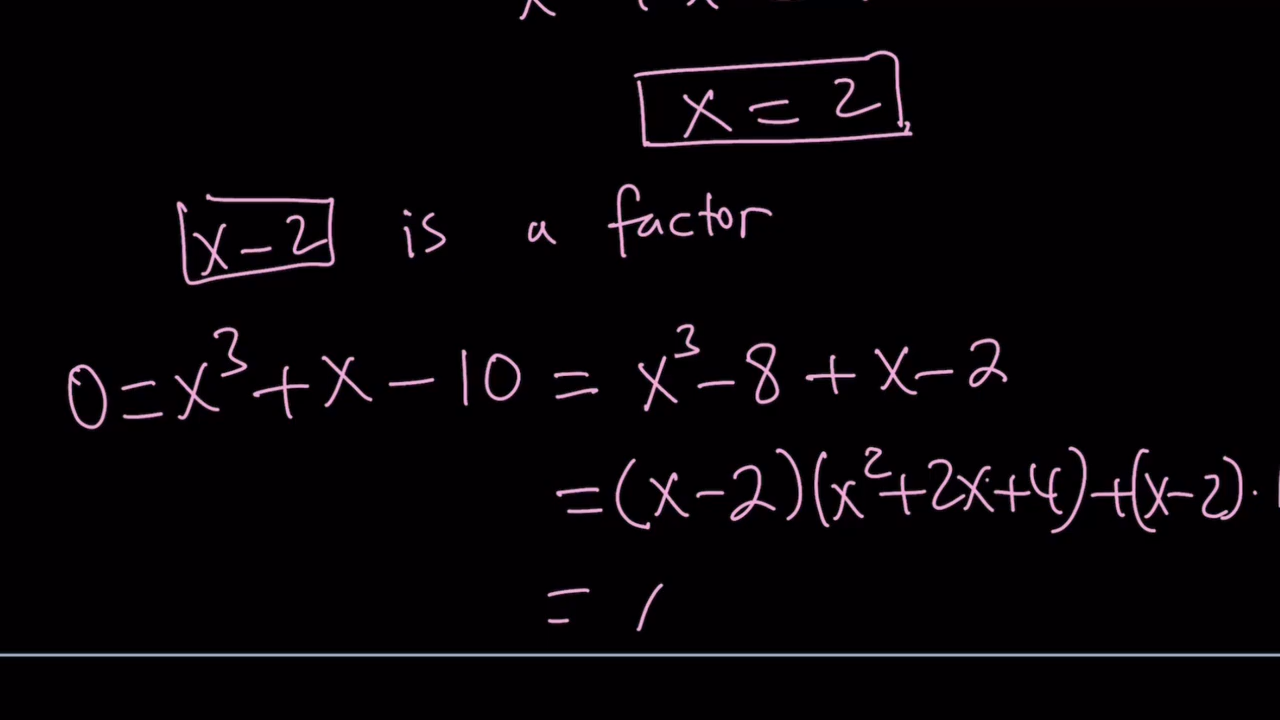 x = 2
x - 2 is a factor
0 = x³ + x - 10 = x³ - 8 + x - 2
= (x - 2)(x² + 2x + 4) + (x - 2) ·
= (